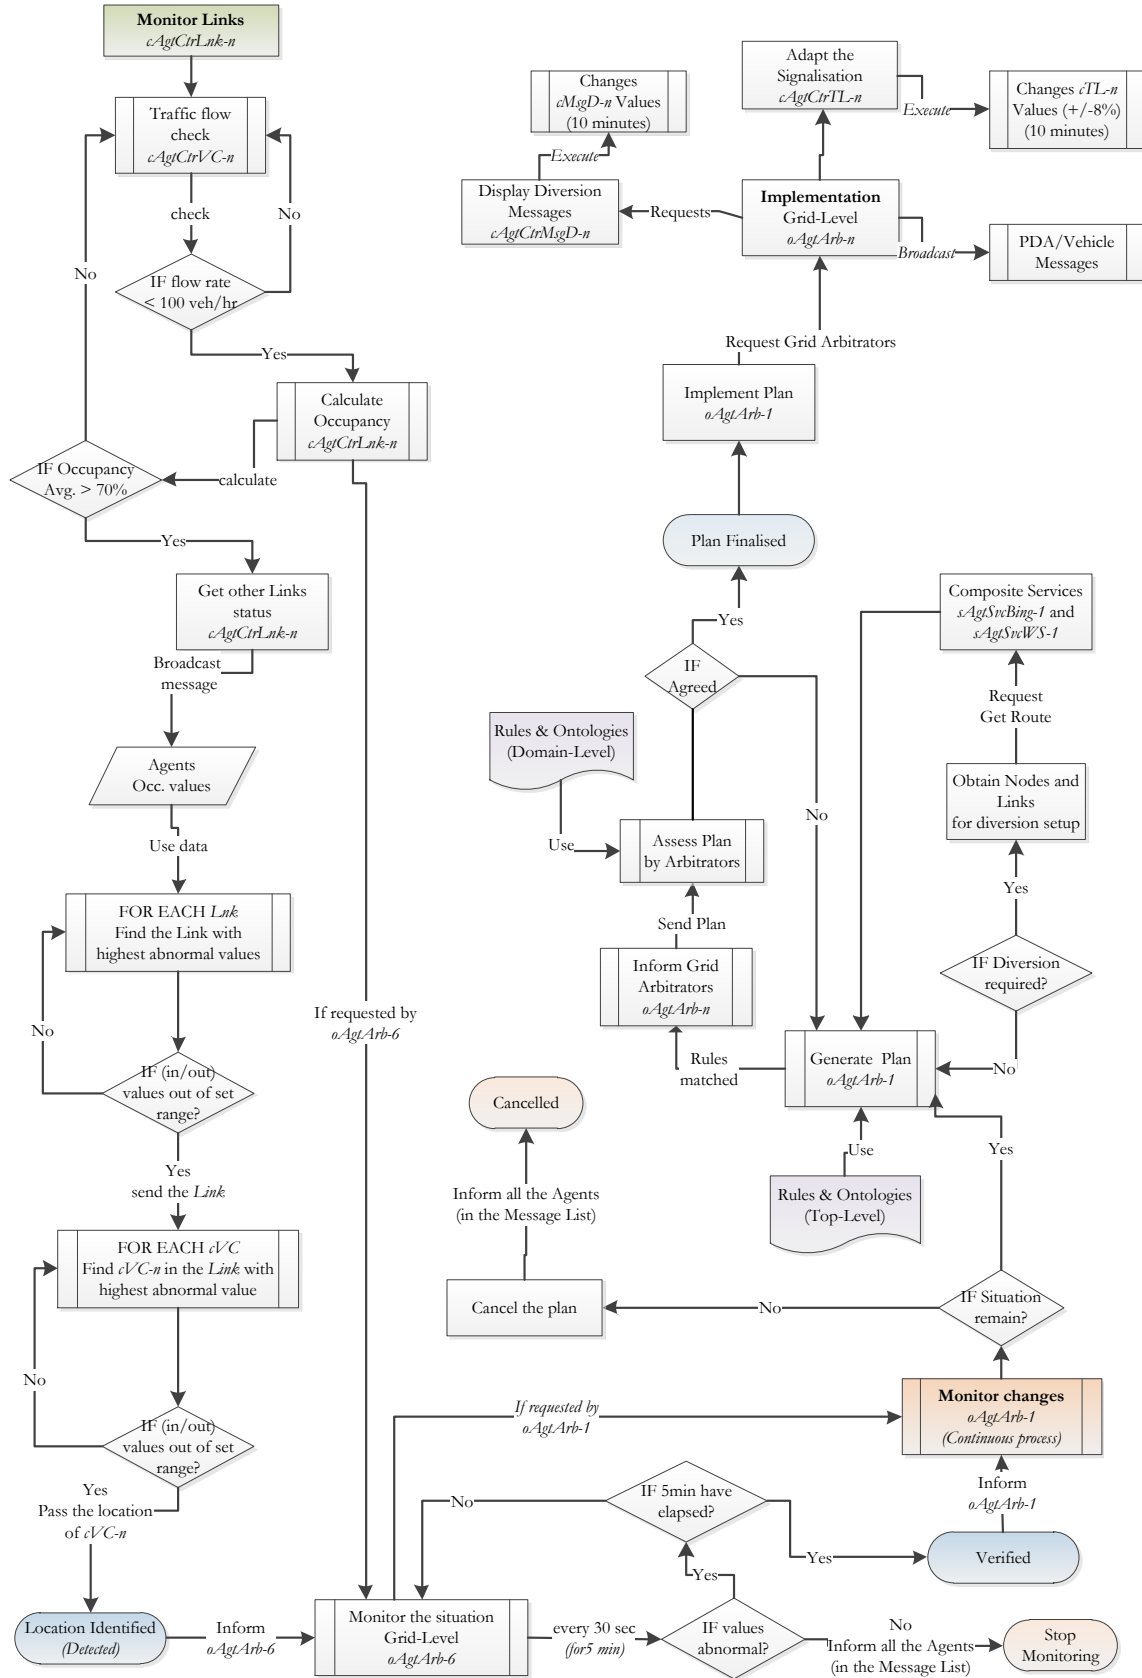 Monitor Links
cAgtCtrLnk-n
Traffic flow
check
cAgtCtrVC-n
check
No
No
IF flow rate
< 100 veh/hr
Yes
Calculate
Occupancy
cAgtCtrLnk-n
calculate
IF Occupancy
Avg. > 70%
Yes
Get other Links
status
cAgtCtrLnk-n
Broadcast
message
Agents
Occ. values
Use data
FOR EACH Lnk
Find the Link with
highest abnormal values
No
IF (in/out)
values out of set
range?
Yes
send the Link
FOR EACH cVC
Find cVC-n in the Link with
highest abnormal value
No
IF (in/out)
values out of set
range?
Yes
Pass the location
of cVC-n
Location Identified
(Detected)
Inform
oAgtArb-6
If requested by
oAgtArb-6
Monitor the situation
Grid-Level
oAgtArb-6
every 30 sec
(for5 min)
IF values
abnormal?
No
Inform all the Agents
(in the Message List)
Stop
Monitoring
Yes
IF 5min have
elapsed?
No
Yes
Verified
Inform
oAgtArb-1
If requested by
oAgtArb-1
Monitor changes
oAgtArb-1
(Continuous process)
IF Situation
remain?
No
Cancel the plan
Inform all the Agents
(in the Message List)
Cancelled
Yes
Generate Plan
oAgtArb-1
Use
Rules & Ontologies
(Top-Level)
No
IF Diversion
required?
Yes
Obtain Nodes and
Links
for diversion setup
Request
Get Route
Composite Services
sAgtSvcBing-1 and
sAgtSvcWS-1
Rules
matched
Inform Grid
Arbitrators
oAgtArb-n
Send Plan
Assess Plan
by Arbitrators
Use
Rules & Ontologies
(Domain-Level)
IF
Agreed
No
Yes
Plan Finalised
Implement Plan
oAgtArb-1
Request Grid Arbitrators
Implementation
Grid-Level
oAgtArb-n
Requests
Display Diversion
Messages
cAgtCtrMsgD-n
Execute
Changes
cMsgD-n Values
(10 minutes)
Adapt the
Signalisation
cAgtCtrTL-n
Execute
Changes cTL-n
Values (+/-8%)
(10 minutes)
Broadcast
PDA/Vehicle
Messages